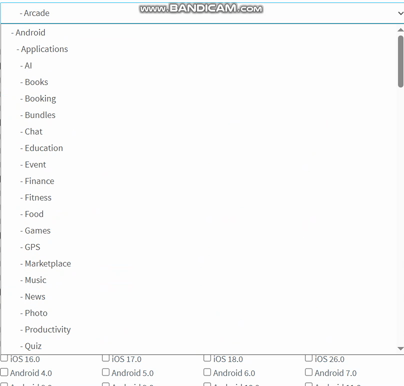 - Arcade
www.BANDICAM.com
- Android
- Applications
- AI
- Books
- Booking
- Bundles
- Chat
- Education
- Event
- Finance
- Fitness
- Food
- Games
- GPS
- Marketplace
- Music
- News
- Photo
- Productivity
- Quiz
iOS 16.0 iOS 17.0 iOS 18.0 iOS 26.0
Android 4.0 Android 5.0 Android 6.0 Android 7.0